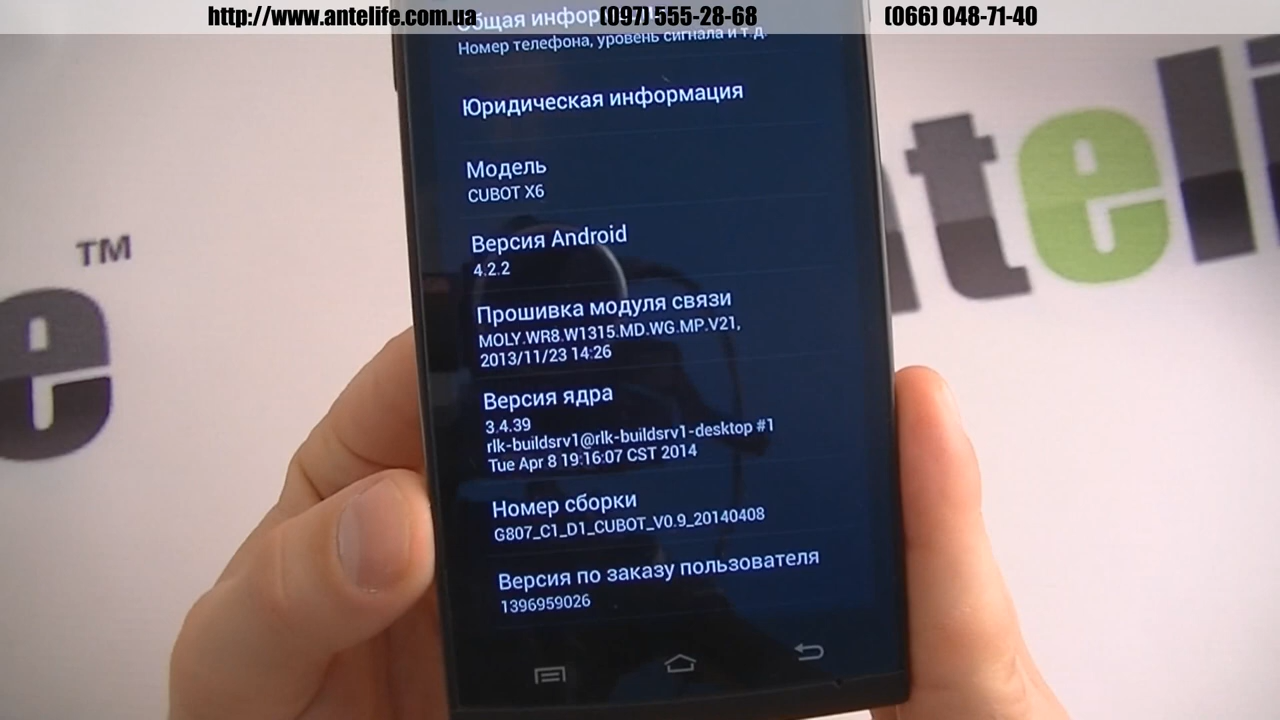 http://www.antelife.com.ua (097) 555-28-68 (066) 048-71-40
Общая
Номер телефона, уровень сигнала и т.д.
Юридическая информация
Модель
CUBOT X6
Версия Android
4.2.2
Прошивка модуля связи
MOLY.WR8.W1315.MD.WG.MP.V21,
2013/11/23 14:26
Версия ядра
3.4.39
rlk-buildsrv1@rlk-buildsrv1-desktop #1
Tue Apr 8 19:16:07 CST 2014
Номер сборки
G807_C1_D1_CUBOT_V0.9_20140408
Версия по заказу пользователя
1396959026
e TM
nteli